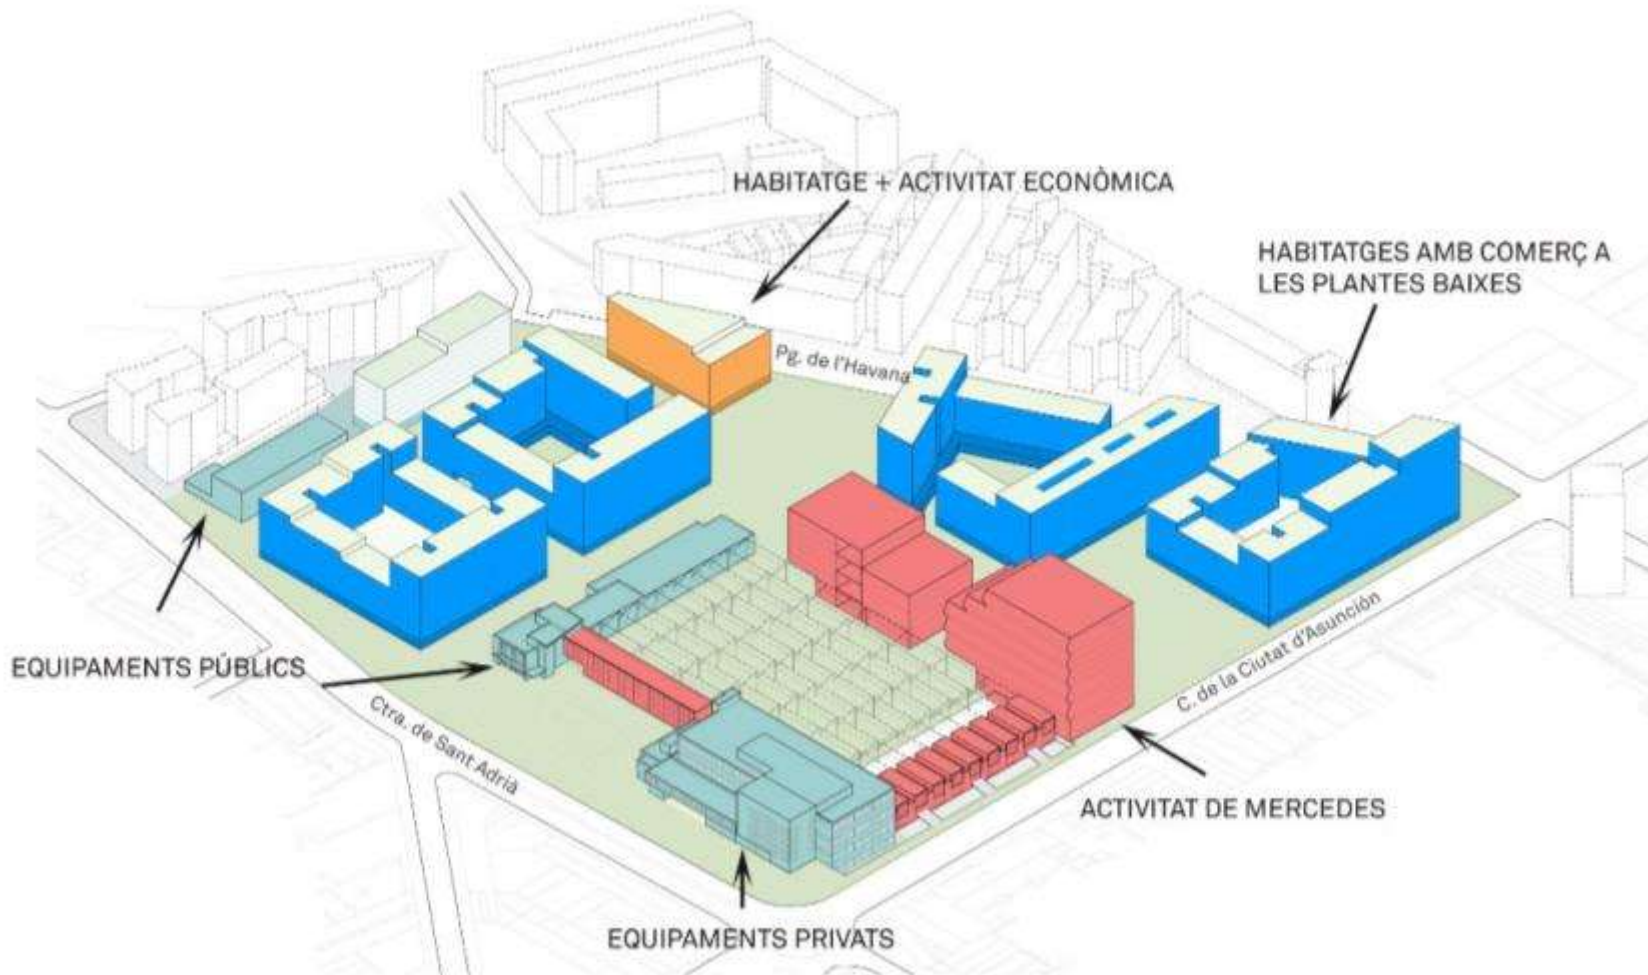 HABITATGE + ACTIVITAT ECONÒMICA
HABITATGES AMB COMERÇ A
LES PLANTES BAIXES
Pg. de l'Havana
EQUIPAMENTS PÚBLICS
C. de la Ciutat d'Asunción
Ctra. de Sant Adrià
ACTIVITAT DE MERCEDES
EQUIPAMENTS PRIVATS